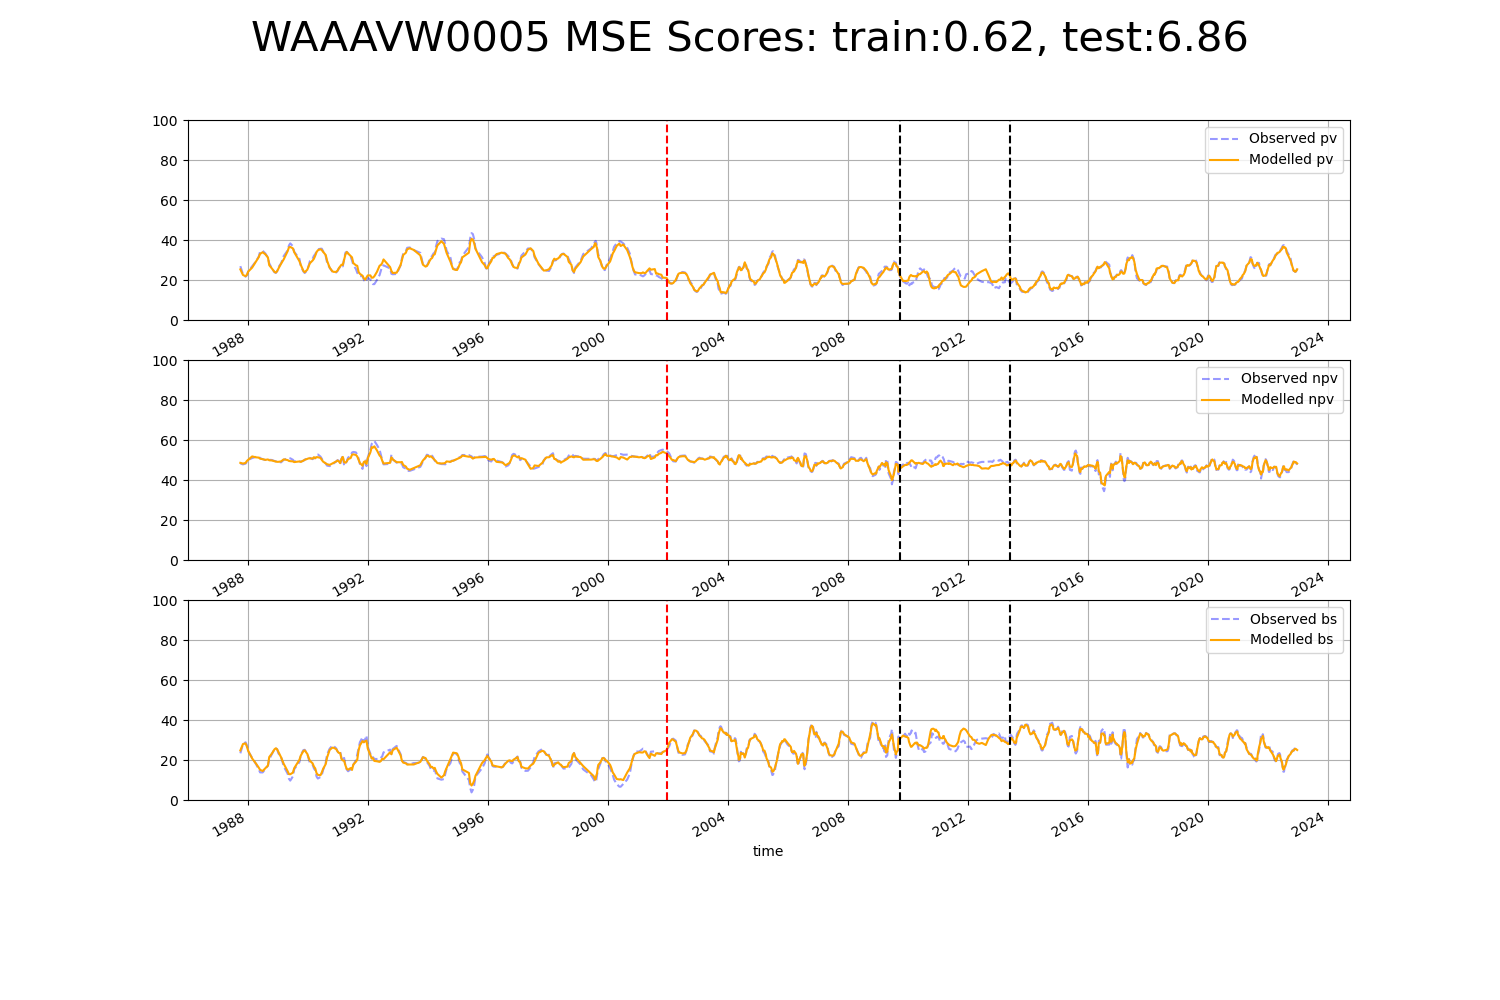 WAAAVW0005 MSE Scores: train:0.62, test:6.86
100
80
60
40
20
0
Observed pv
Modelled pv
1988 1992 1996 2000 2004 2008 2012 2016 2020 2024
100
80
60
40
20
0
Observed npv
Modelled npv
1988 1992 1996 2000 2004 2008 2012 2016 2020 2024
100
80
60
40
20
0
Observed bs
Modelled bs
1988 1992 1996 2000 2004 2008 2012 2016 2020 2024
time